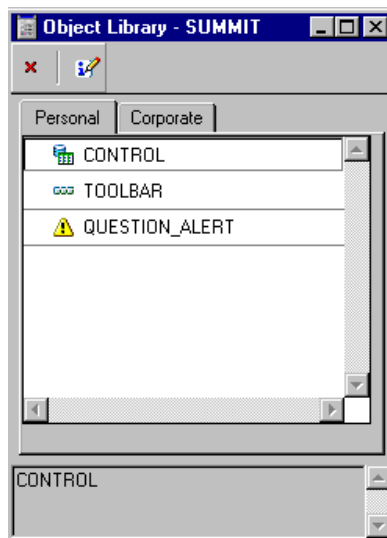 Object Library - SUMMIT
Personal Corporate
CONTROL
TOOLBAR
QUESTION_ALERT
CONTROL